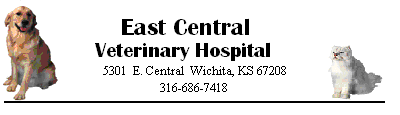 East Central
Veterinary Hospital
5301 E. Central Wichita, KS 67208
316-686-7418